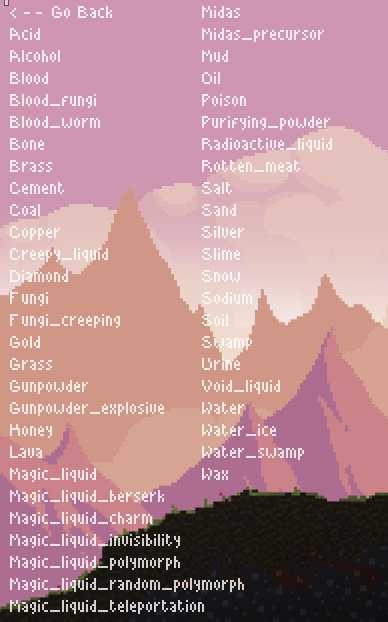 < -- Go Back
Acid
Alcohol
Blood
Blood_fungi
Blood_worm
Bone
Brass
Cement
Coal
Copper
Creepy_liquid
Diamond
Fungi
Fungi_creeping
Gold
Grass
Gunpowder
Gunpowder_explosive
Honey
Lava
Magic_liquid
Magic_liquid_berserk
Magic_liquid_charm
Magic_liquid_invisibility
Magic_liquid_polymorph
Magic_liquid_random_polymorph
Magic_liquid_teleportation
Midas
Midas_precursor
Mud
Oil
Poison
Purifying_powder
Radioactive_liquid
Rotten_meat
Salt
Sand
Silver
Slime
Snow
Sodium
Soil
Swamp
Urine
Void_liquid
Water
Water_ice
Water_swamp
Wax